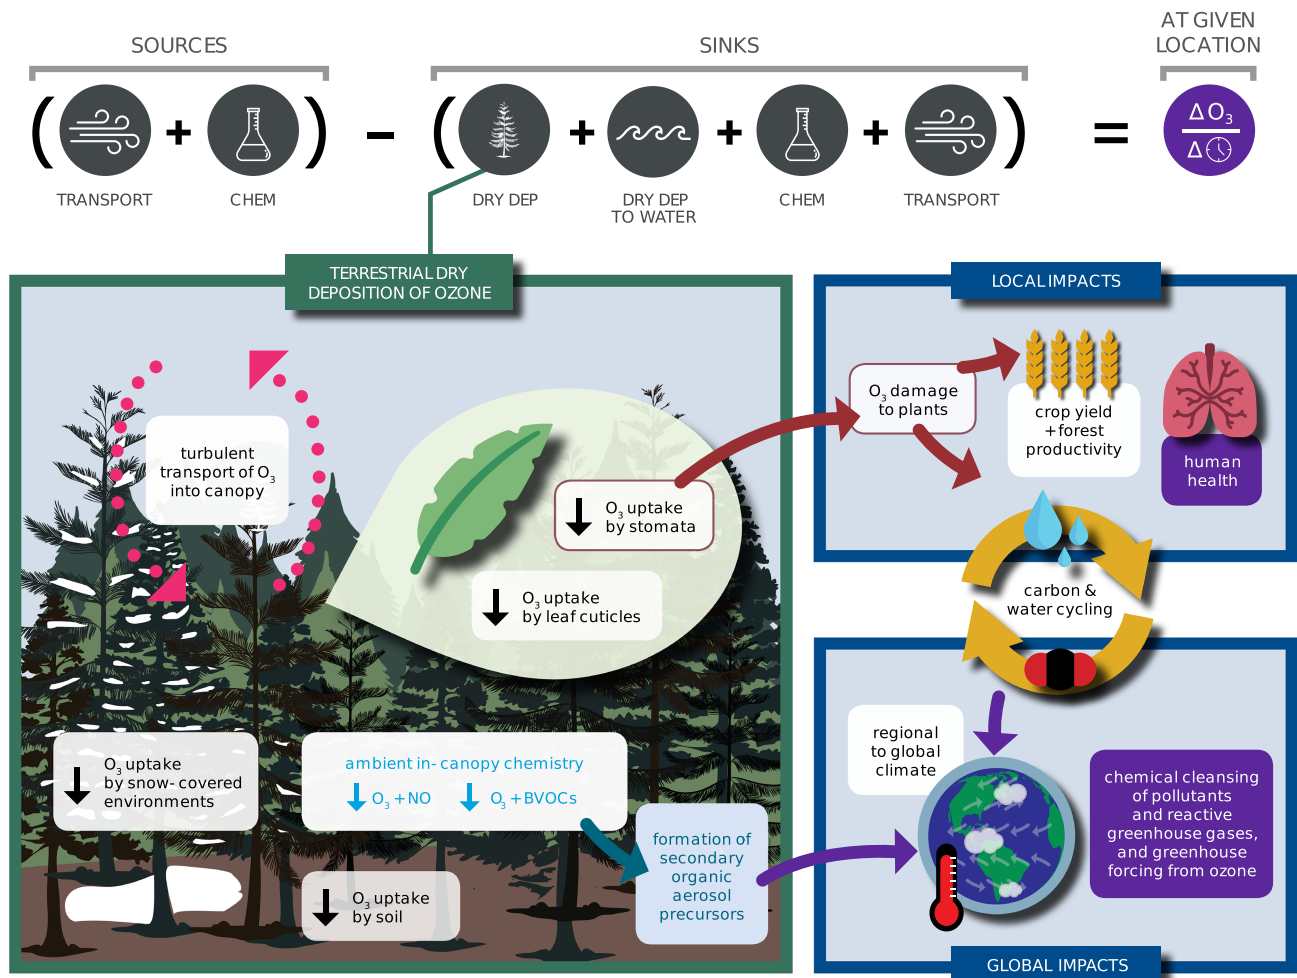 SOURCES
SINKS
AT GIVEN
LOCATION
(
+
)
−
(
+
+
+
)
=
Δ O₃
Δ
TRANSPORT
CHEM
DRY DEP
DRY DEP
TO WATER
CHEM
TRANSPORT
TERRESTRIAL DRY
DEPOSITION OF OZONE
turbulent
transport of O₃
into canopy
O₃ uptake
by stomata
O₃ uptake
by leaf cuticles
O₃ uptake
by snow-covered
environments
ambient in-canopy chemistry
O₃ + NO
O₃ + BVOCs
O₃ uptake
by soil
formation of
secondary
organic
aerosol
precursors
LOCAL IMPACTS
O₃ damage
to plants
crop yield
+ forest
productivity
human
health
carbon &
water cycling
regional
to global
climate
chemical cleansing
of pollutants
and reactive
greenhouse gases,
and greenhouse
forcing from ozone
GLOBAL IMPACTS